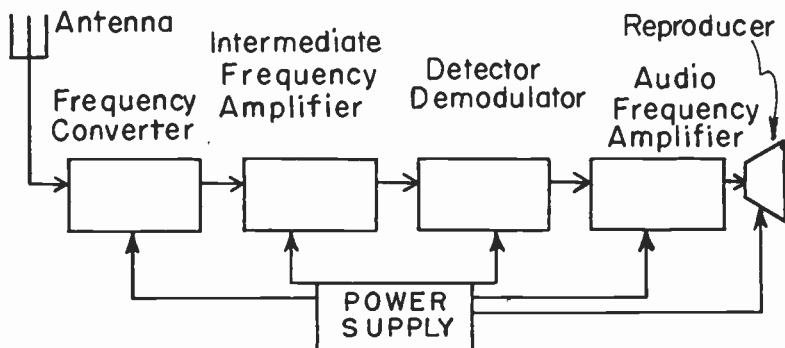 Antenna
Frequency
Converter
Intermediate
Frequency
Amplifier
Detector
Demodulator
Audio
Frequency
Amplifier
Reproducer
POWER
SUPPLY